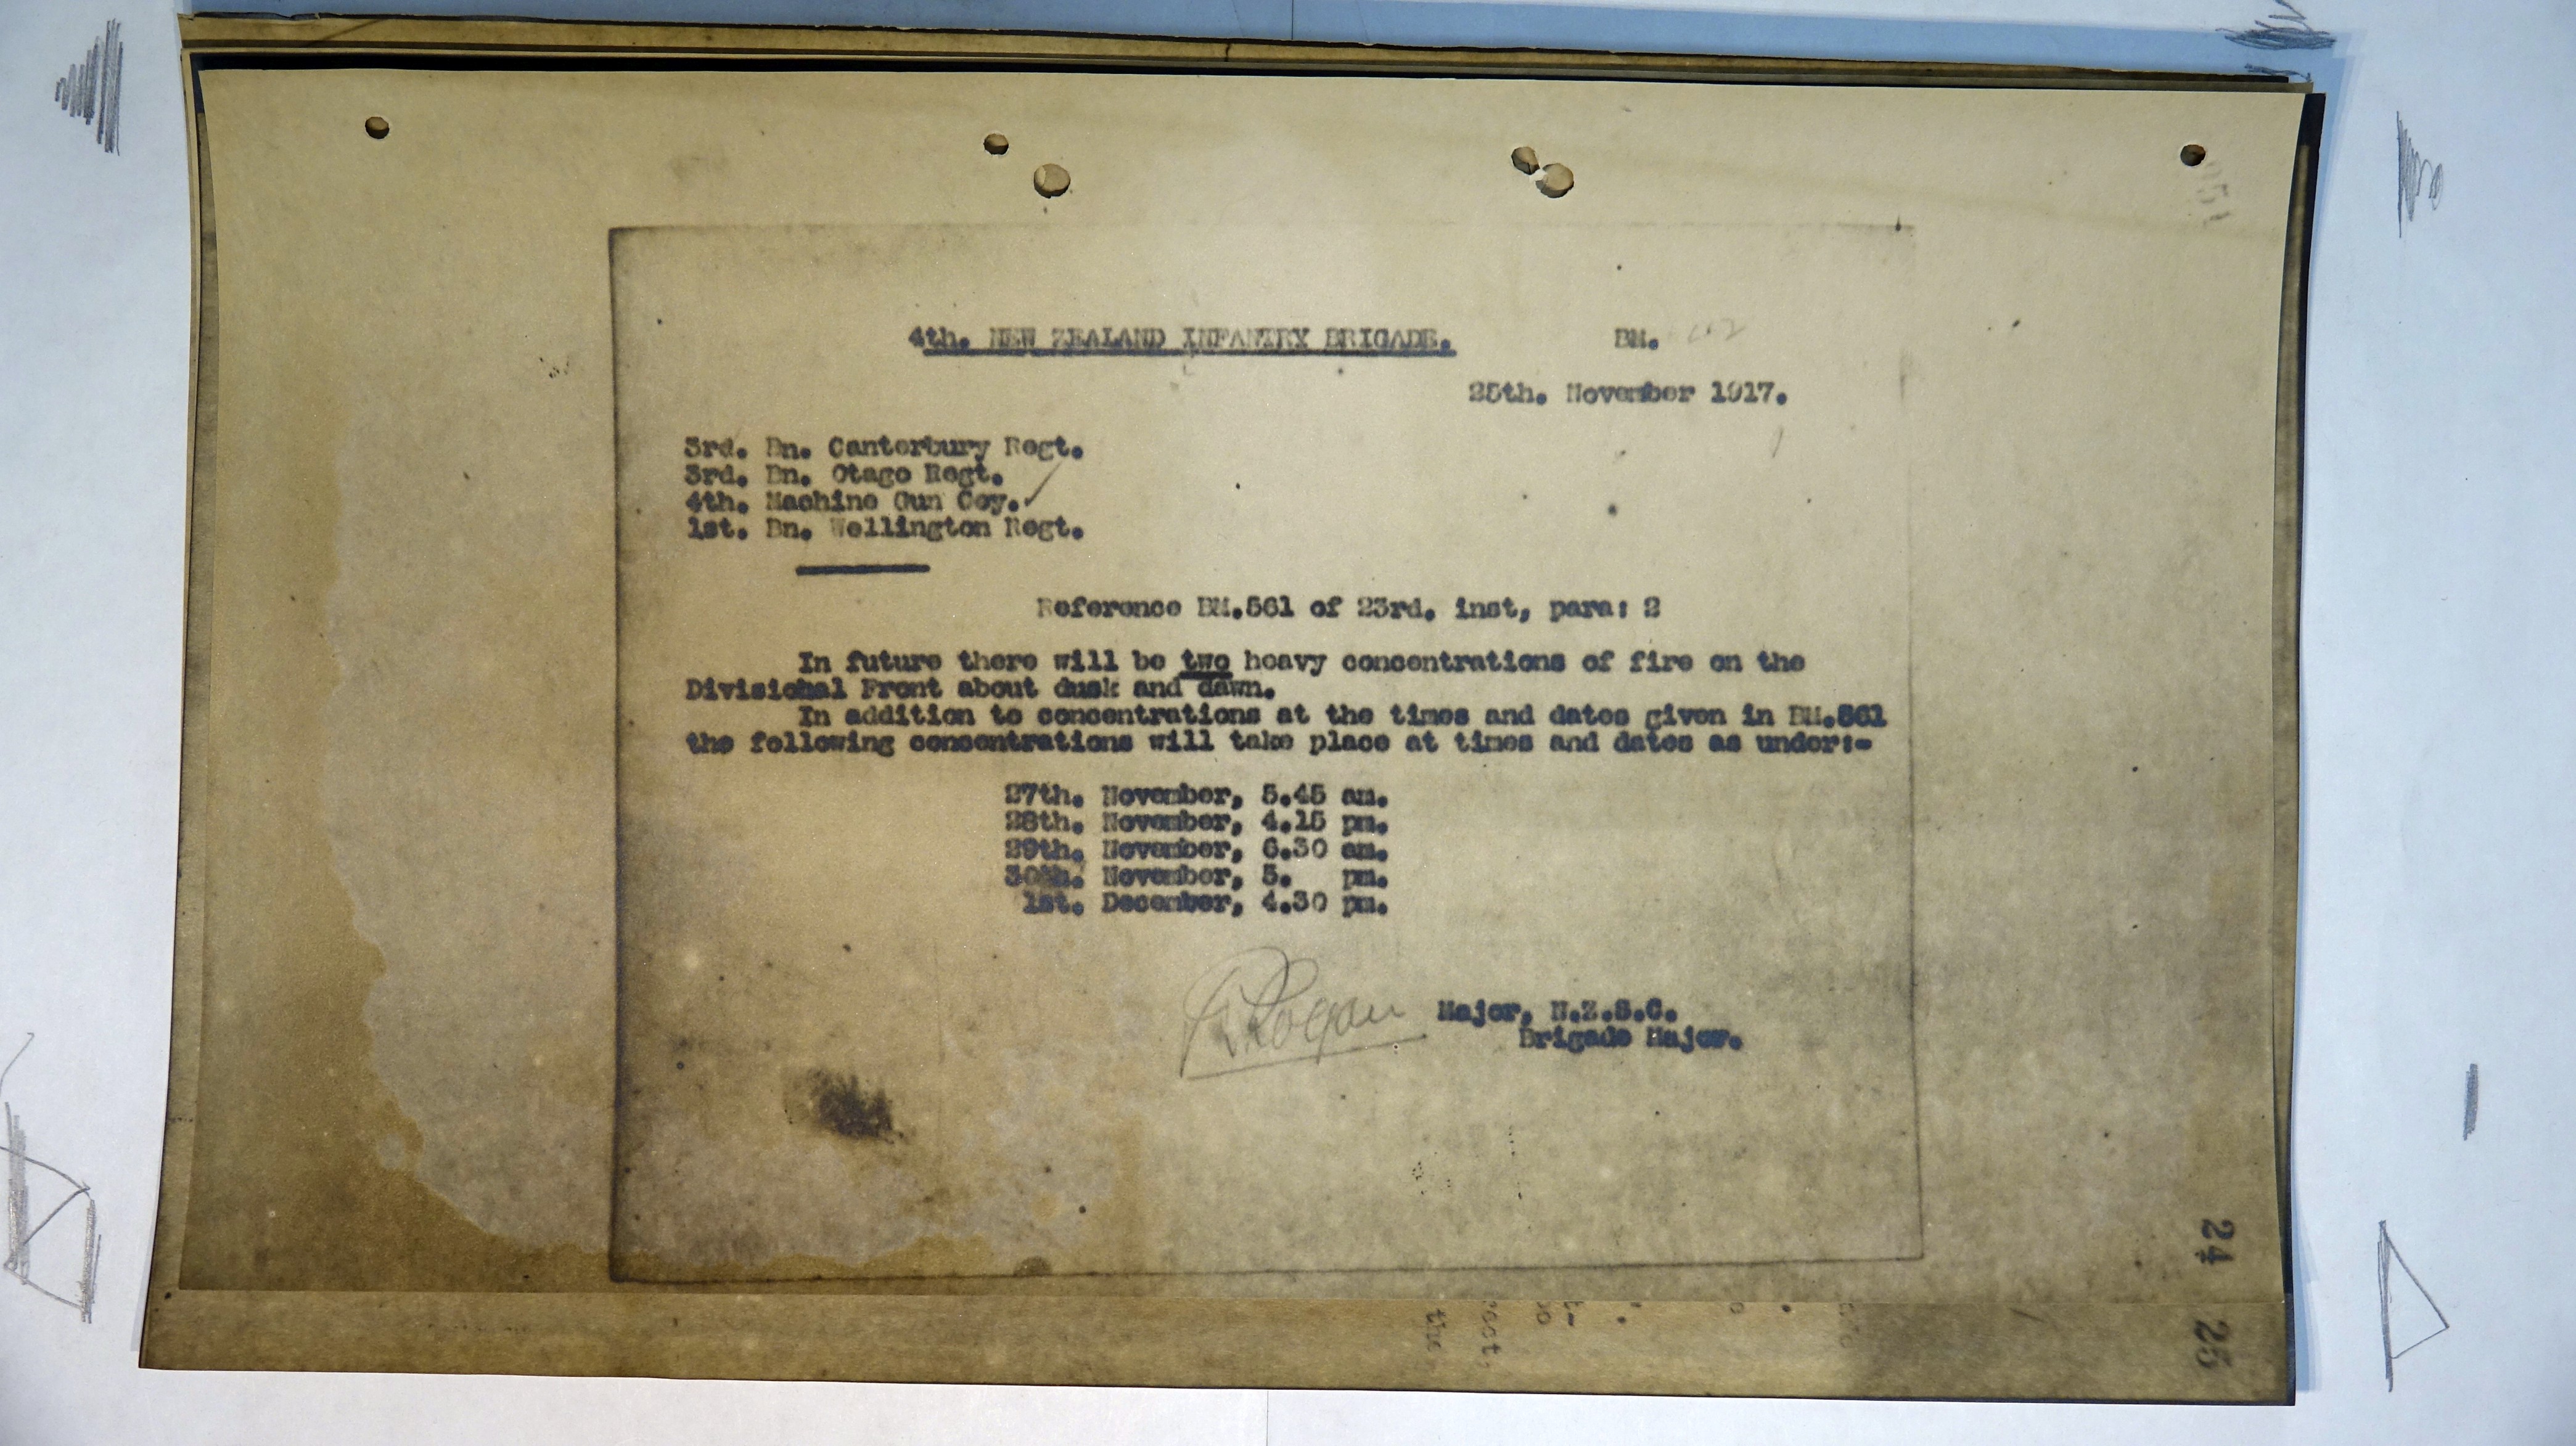 4th. NEW ZEALAND INFANTRY BRIGADE. BM.
25th. November 1917.
3rd. Bn. Canterbury Regt.
3rd. Bn. Otago Regt.
4th. Machine Gun Coy.
1st. Bn. Wellington Regt.
Reference BM.561 of 23rd. inst, para: 2
In future there will be two heavy concentrations of fire on the
Divisional Front about dusk and dawn.
In addition to concentrations at the times and dates given in BM.561
the following concentrations will take place at times and dates as under:-
27th. November, 5.45 am.
28th. November, 4.15 pm.
29th. November, 6.30 am.
30th. November, 5. pm.
1st. December, 4.30 pm.
Major, N.Z.S.C.
Brigade Major.
24
25
the